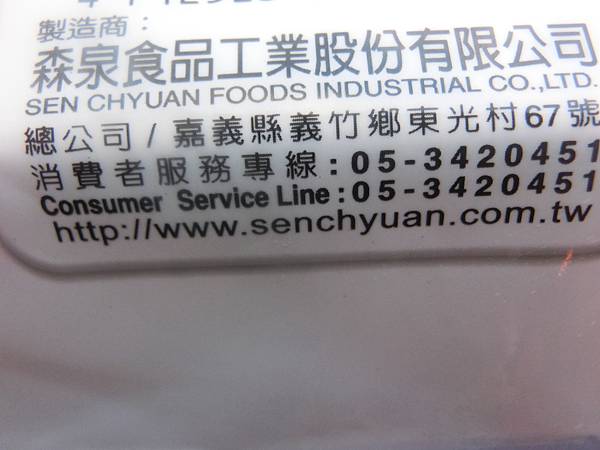 製造商：
森泉食品工業股份有限公司
SEN CHYUAN FOODS INDUSTRIAL CO.,LTD.
總公司/嘉義縣義竹鄉東光村67號
消費者服務專線：05-3420451
Consumer Service Line：05-3420451
http://www.senchyuan.com.tw